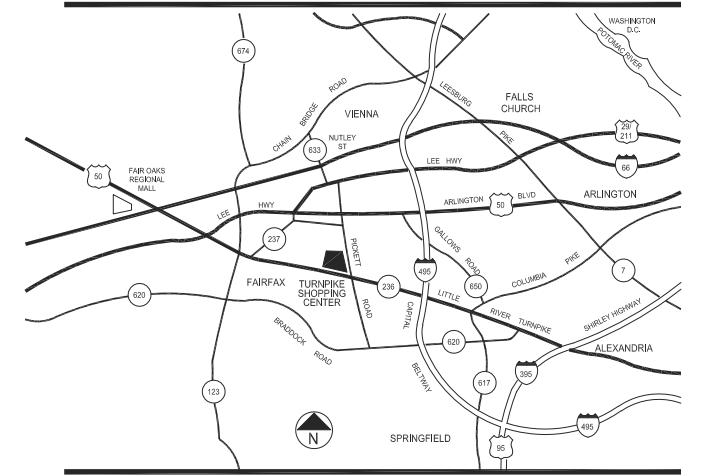 WASHINGTON
D.C.
POTOMAC RIVER
674
LEESBURG
PIKE
CHAIN BRIDGE ROAD
VIENNA
FALLS
CHURCH
29/
211
NUTLEY
ST
633
LEE HWY
66
50
FAIR OAKS
REGIONAL
MALL
ARLINGTON BLVD
50
ARLINGTON
LEE HWY
237
PICKETT
ROAD
GALLOWS
ROAD
495
COLUMBIA PIKE
7
FAIRFAX
TURNPIKE
SHOPPING
CENTER
236
650
620
LITTLE RIVER TURNPIKE
SHIRLEY HIGHWAY
CAPITAL
BELTWAY
BRADDOCK
ROAD
620
ALEXANDRIA
395
617
123
495
N
SPRINGFIELD
95